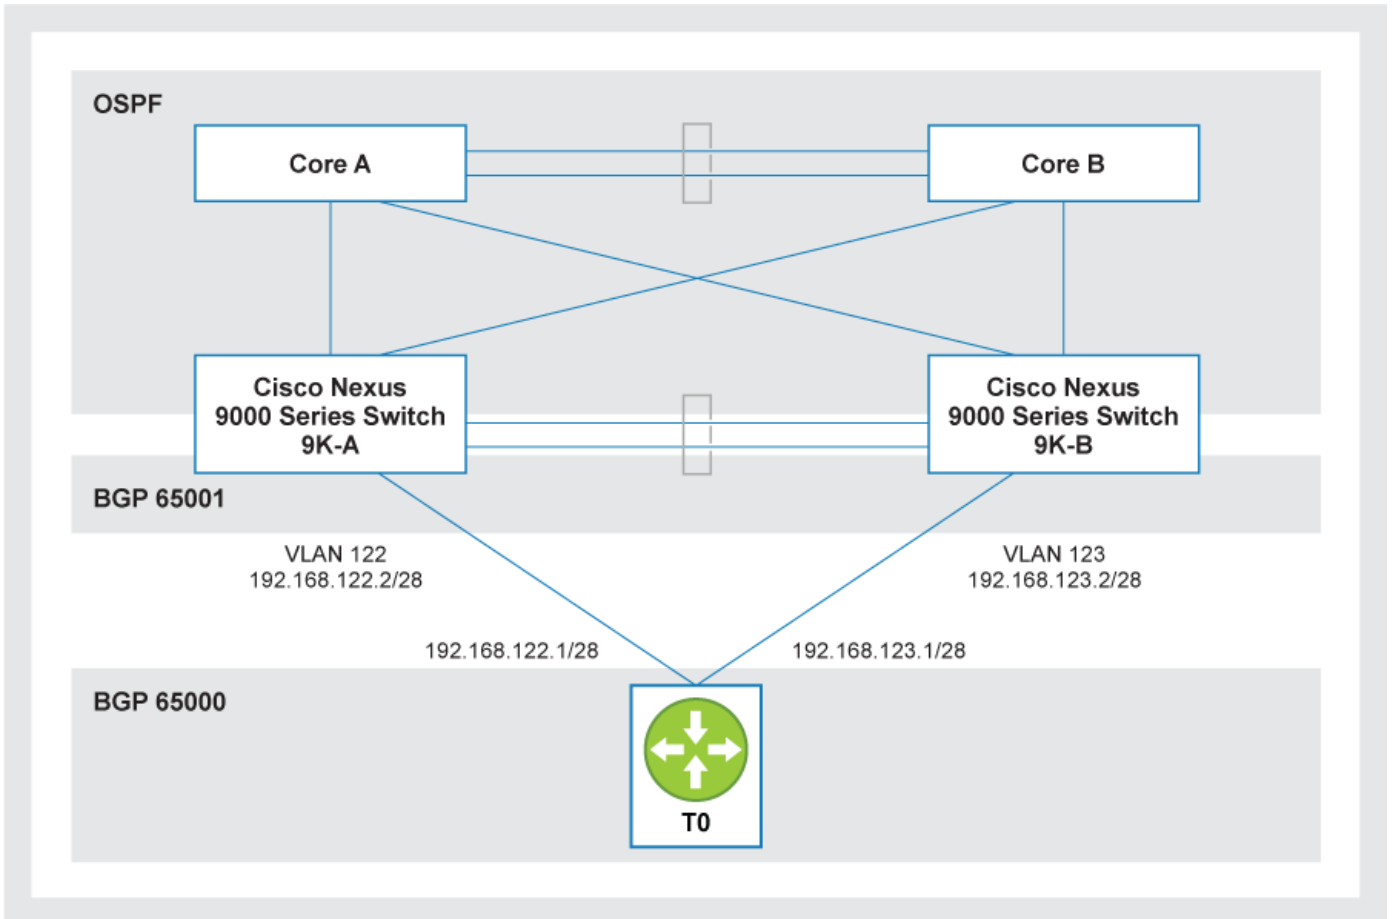 OSPF
Core A
Core B
Cisco Nexus
9000 Series Switch
9K-A
Cisco Nexus
9000 Series Switch
9K-B
BGP 65001
VLAN 122
192.168.122.2/28
VLAN 123
192.168.123.2/28
192.168.122.1/28
192.168.123.1/28
BGP 65000
T0